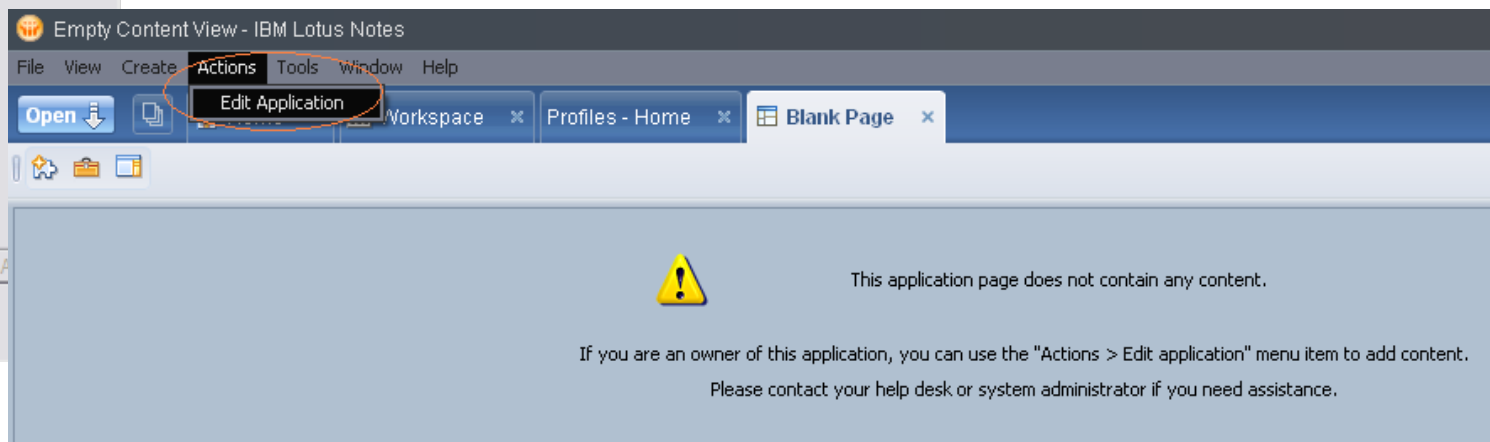 Empty Content View - IBM Lotus Notes
File View Create Actions Tools Window Help
Edit Application
Open Workspace Profiles - Home Blank Page
This application page does not contain any content.
If you are an owner of this application, you can use the "Actions > Edit application" menu item to add content.
Please contact your help desk or system administrator if you need assistance.